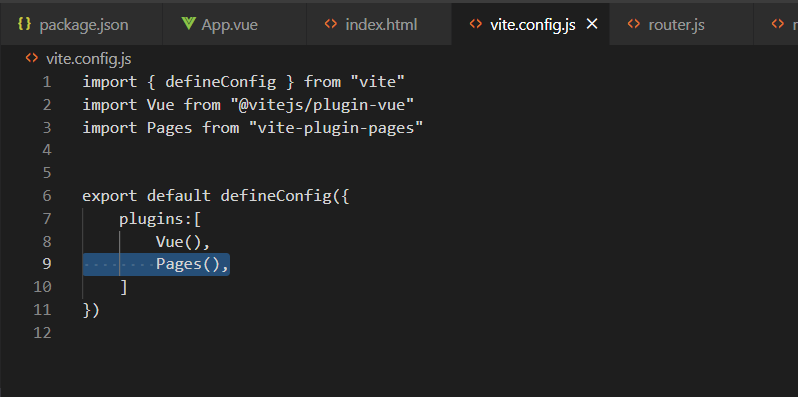 {} package.json App.vue <> index.html <> vite.config.js × <> router.js <>
<> vite.config.js
1 import { defineConfig } from "vite"
2 import Vue from "@vitejs/plugin-vue"
3 import Pages from "vite-plugin-pages"
4
5
6 export default defineConfig({
7     plugins:[
8         Vue(),
9         Pages(),
10     ]
11 })
12